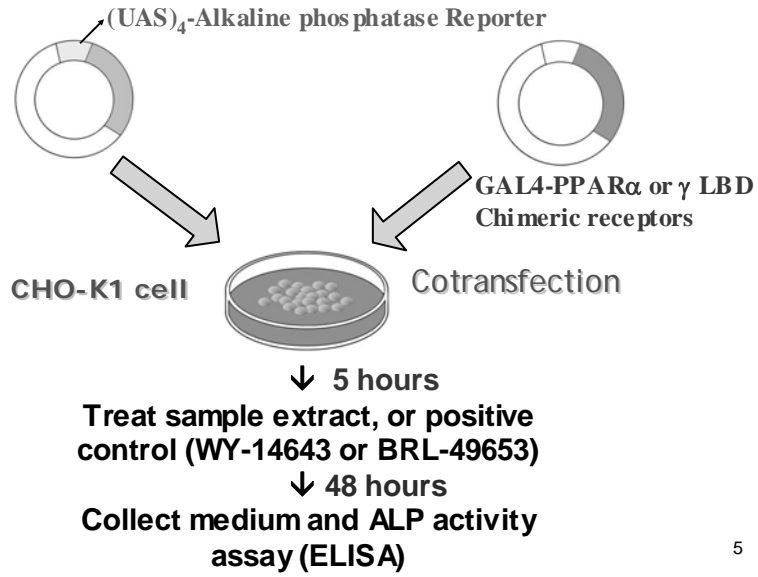 (UAS)4-Alkaline phosphatase Reporter
GAL4-PPARα or γ LBD
Chimeric receptors
CHO-K1 cell
Cotransfection
↓ 5 hours
Treat sample extract, or positive
control (WY-14643 or BRL-49653)
↓ 48 hours
Collect medium and ALP activity
assay (ELISA)
5